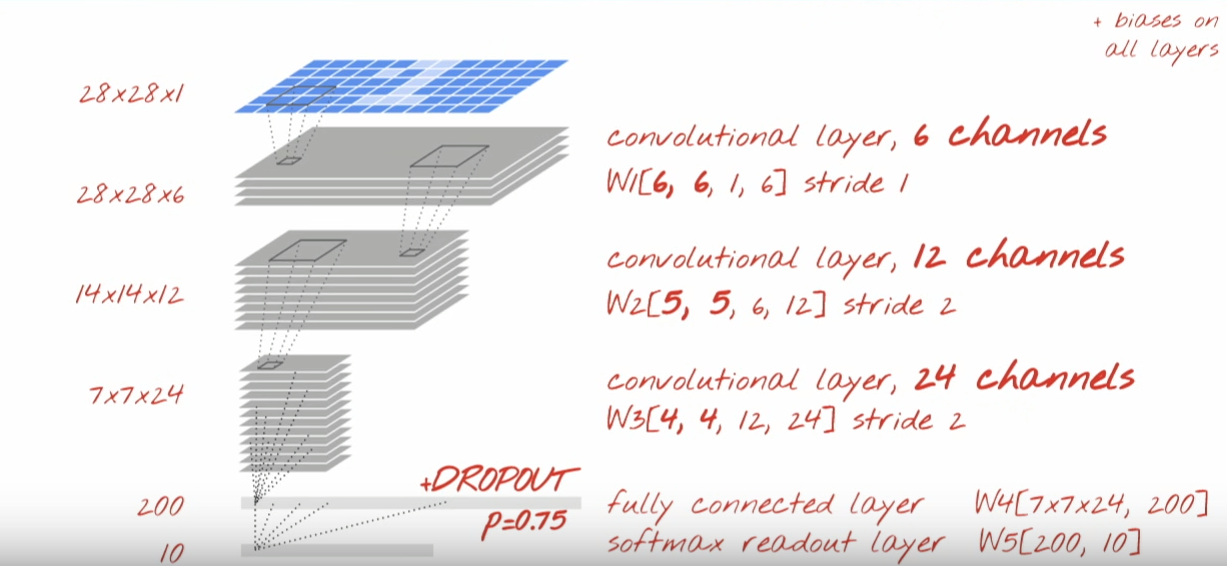 + biases on
all layers
28x28x1
convolutional layer, 6 channels
W1[6, 6, 1, 6] stride 1
28x28x6
convolutional layer, 12 channels
W2[5, 5, 6, 12] stride 2
14x14x12
convolutional layer, 24 channels
W3[4, 4, 12, 24] stride 2
7x7x24
+DROPOUT
p=0.75
200
fully connected layer W4[7x7x24, 200]
10
softmax readout layer W5[200, 10]